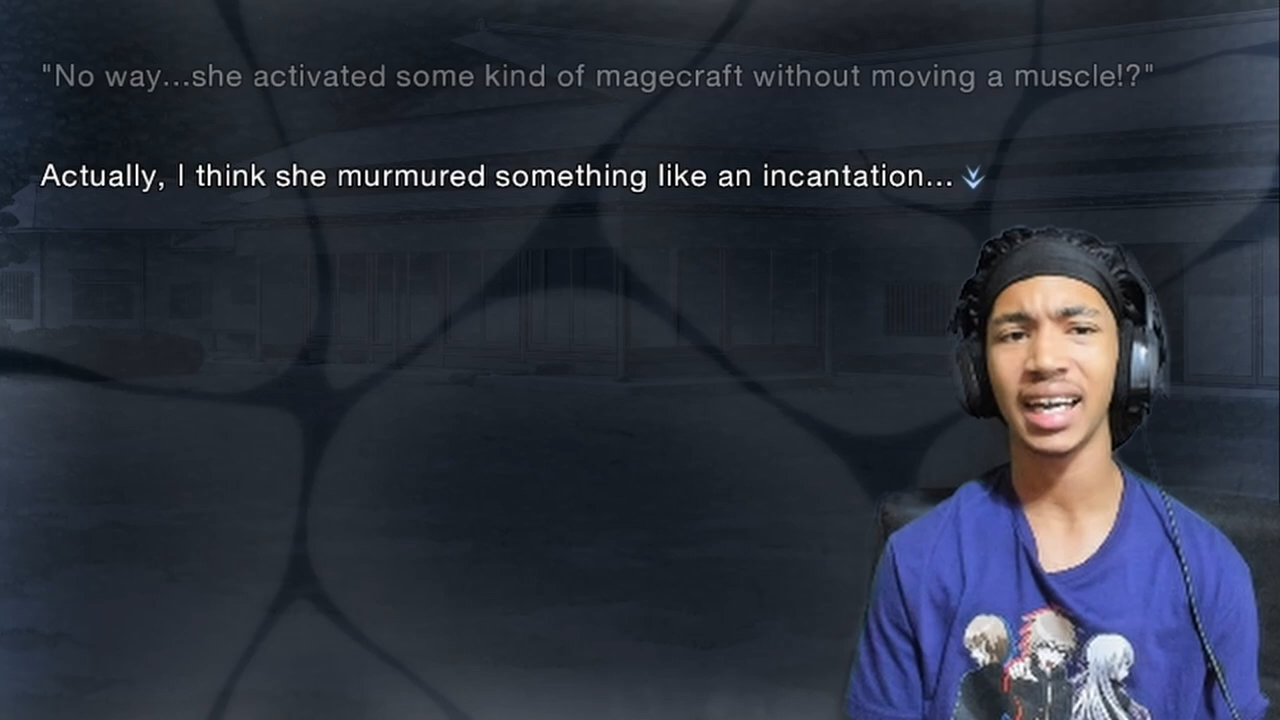 "No way...she activated some kind of magecraft without moving a muscle!?"
Actually, I think she murmured something like an incantation...